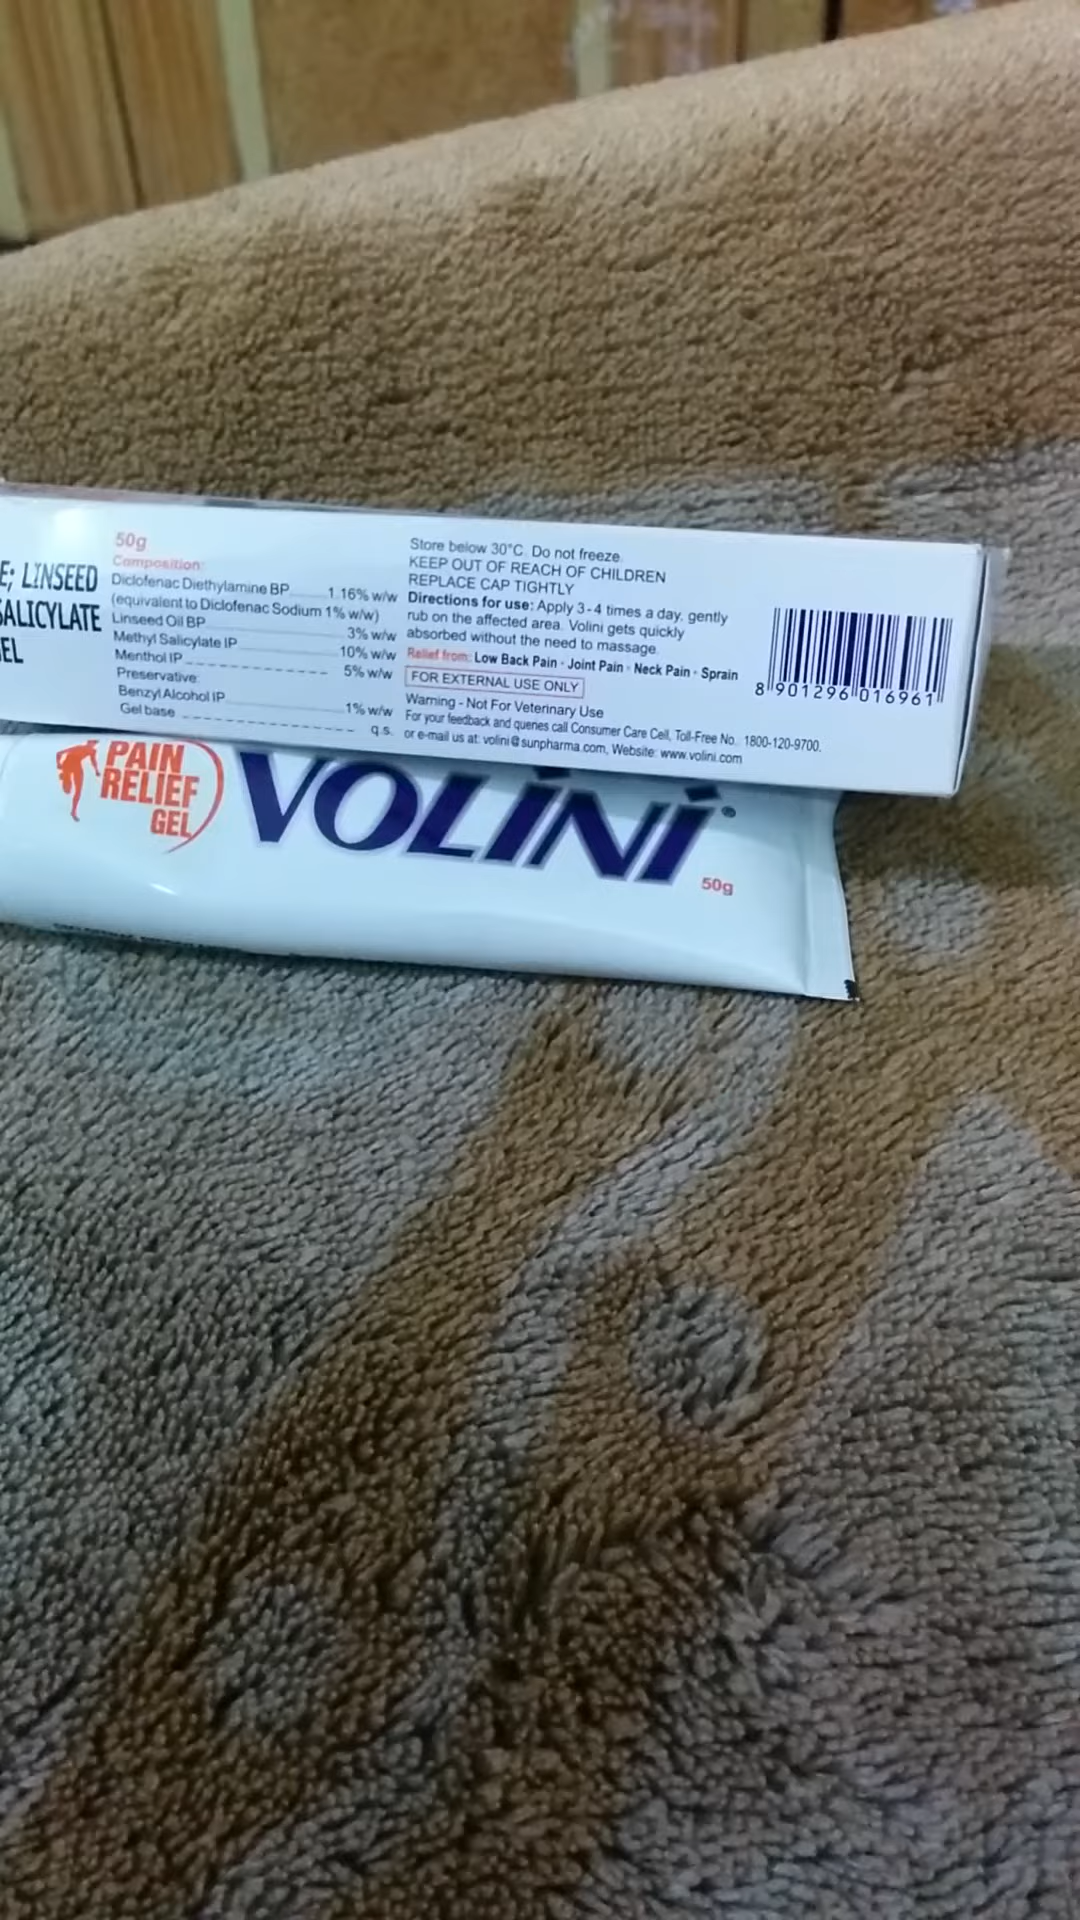 E; LINSEED
SALICYLATE
EL
50g
Composition:
Diclofenac Diethylamine BP ...... 1.16% w/w
(equivalent to Diclofenac Sodium 1% w/w)
Linseed Oil BP ...... 3% w/w
Methyl Salicylate IP ...... 10% w/w
Menthol IP ------ 5% w/w
Preservative:
Benzyl Alcohol IP ...... 1% w/w
Gel base ------ q.s.
Store below 30°C. Do not freeze.
KEEP OUT OF REACH OF CHILDREN
REPLACE CAP TIGHTLY
Directions for use: Apply 3-4 times a day, gently
rub on the affected area. Volini gets quickly
absorbed without the need to massage.
Relief from: Low Back Pain · Joint Pain · Neck Pain · Sprain
FOR EXTERNAL USE ONLY
Warning - Not For Veterinary Use
For your feedback and queries call Consumer Care Cell, Toll-Free No. 1800-120-9700.
or e-mail us at: volini@sunpharma.com, Website: www.volini.com
8 901296 016961
PAIN
RELIEF
GEL
VOLINI®
50g